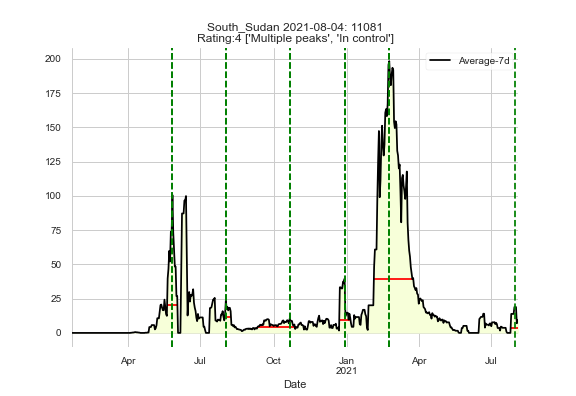 South_Sudan 2021-08-04: 11081
Rating:4 ['Multiple peaks', 'In control']
Average-7d
200
175
150
125
100
75
50
25
0
Apr
Jul
Oct
Jan
2021
Apr
Jul
Date